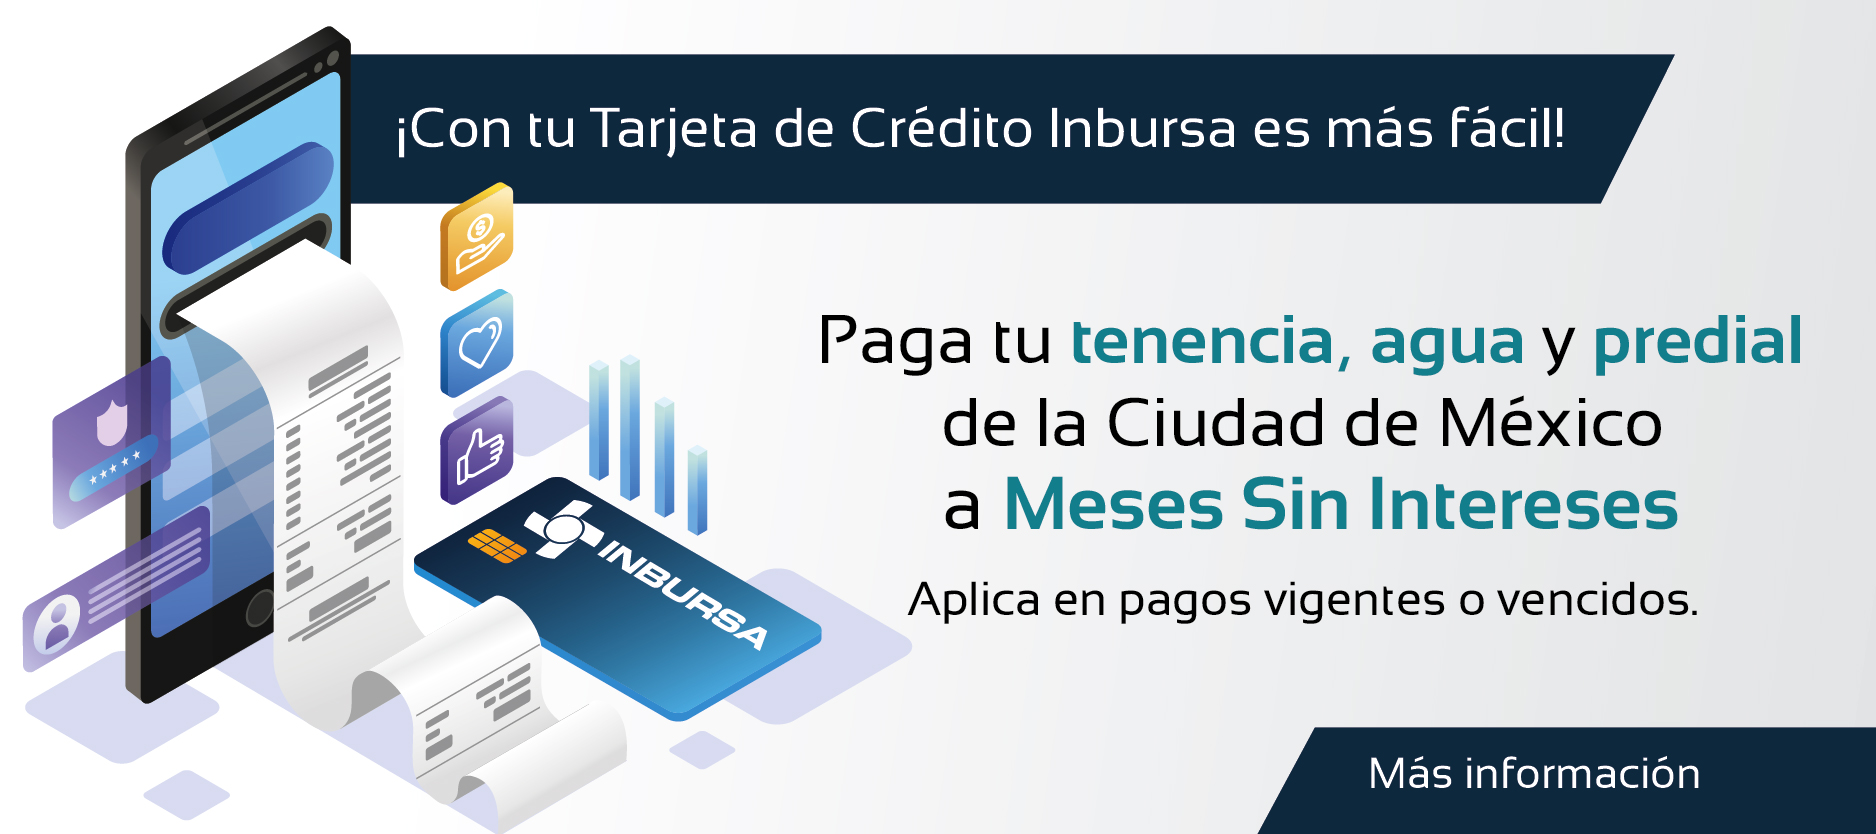 ¡Con tu Tarjeta de Crédito Inbursa es más fácil!
Paga tu tenencia, agua y predial
de la Ciudad de México
a Meses Sin Intereses
Aplica en pagos vigentes o vencidos.
INBURSA
Más información